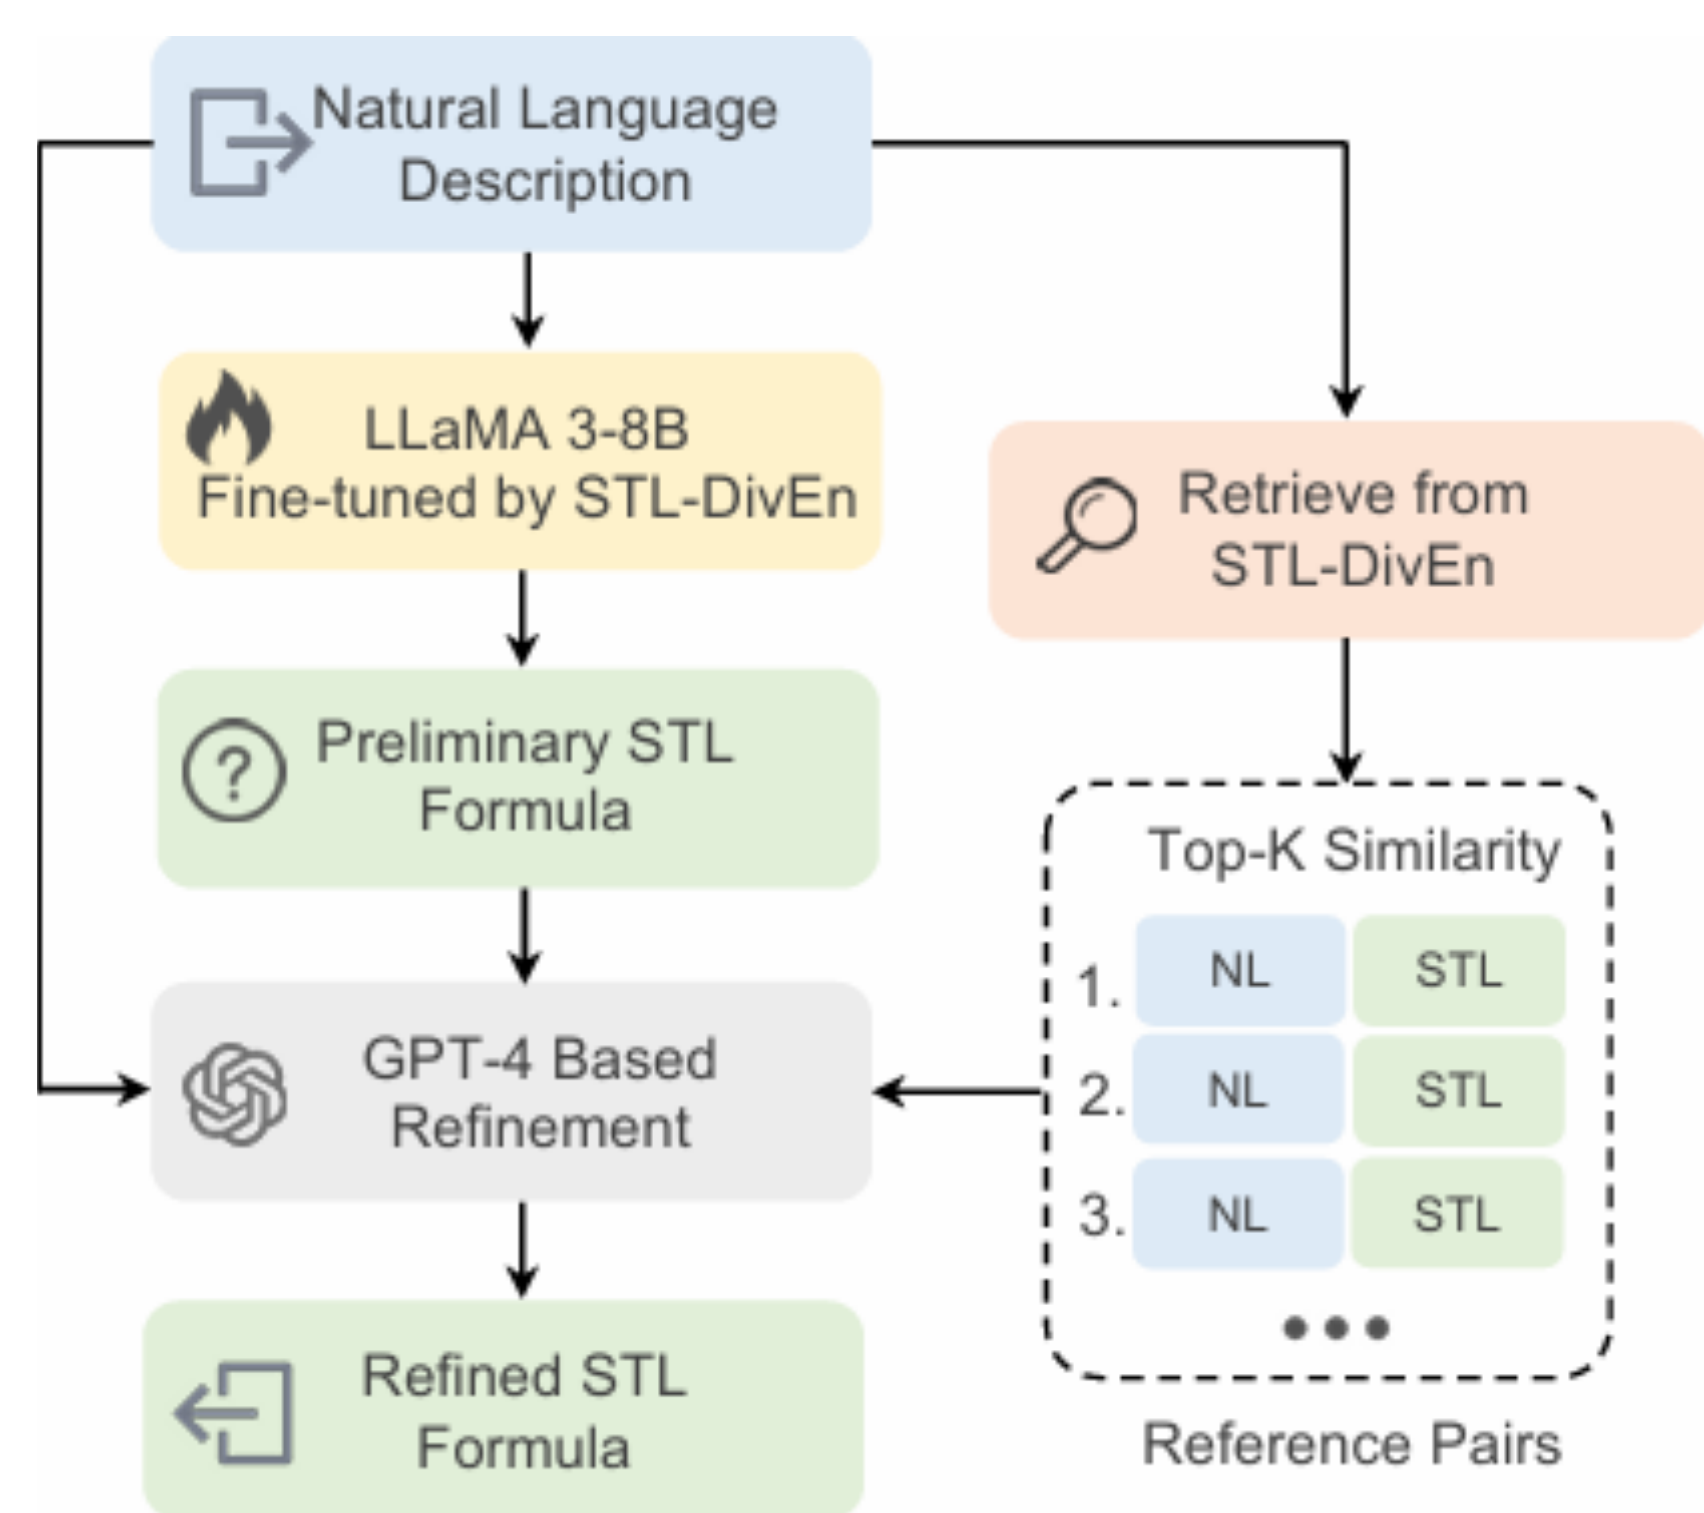 Natural Language
Description
LLaMA 3-8B
Fine-tuned by STL-DivEn
Retrieve from
STL-DivEn
Preliminary STL
Formula
Top-K Similarity
1. NL STL
2. NL STL
3. NL STL
GPT-4 Based
Refinement
Refined STL
Formula
Reference Pairs